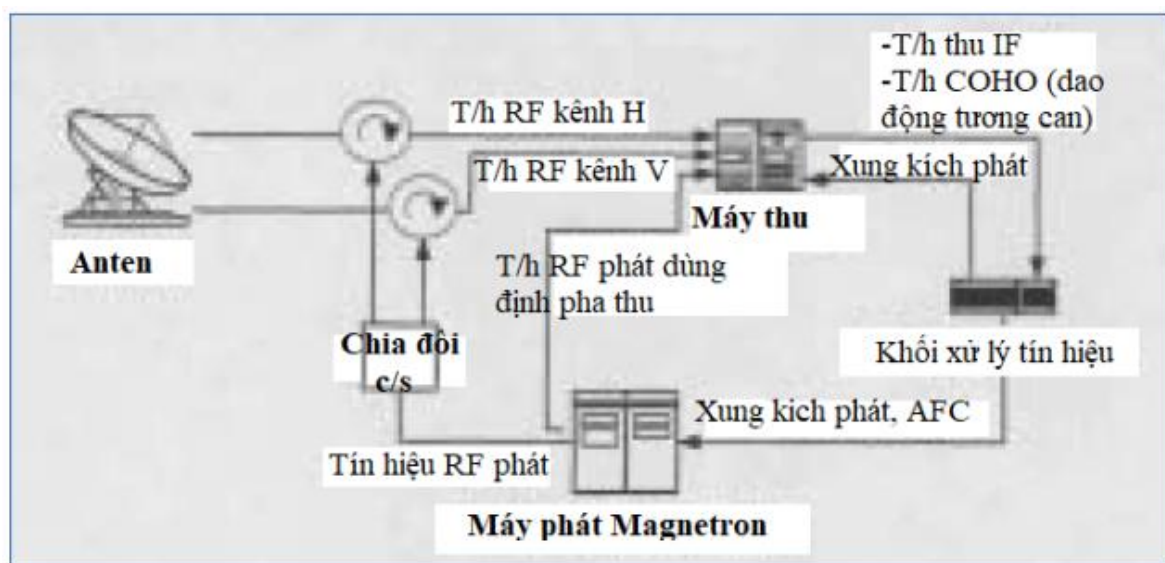 -T/h thu IF
-T/h COHO (dao
động tương can)
T/h RF kênh H
T/h RF kênh V
Xung kích phát
Máy thu
Anten
T/h RF phát dùng
định pha thu
Chia đôi
c/s
Khối xử lý tín hiệu
Xung kich phát, AFC
Tín hiệu RF phát
Máy phát Magnetron